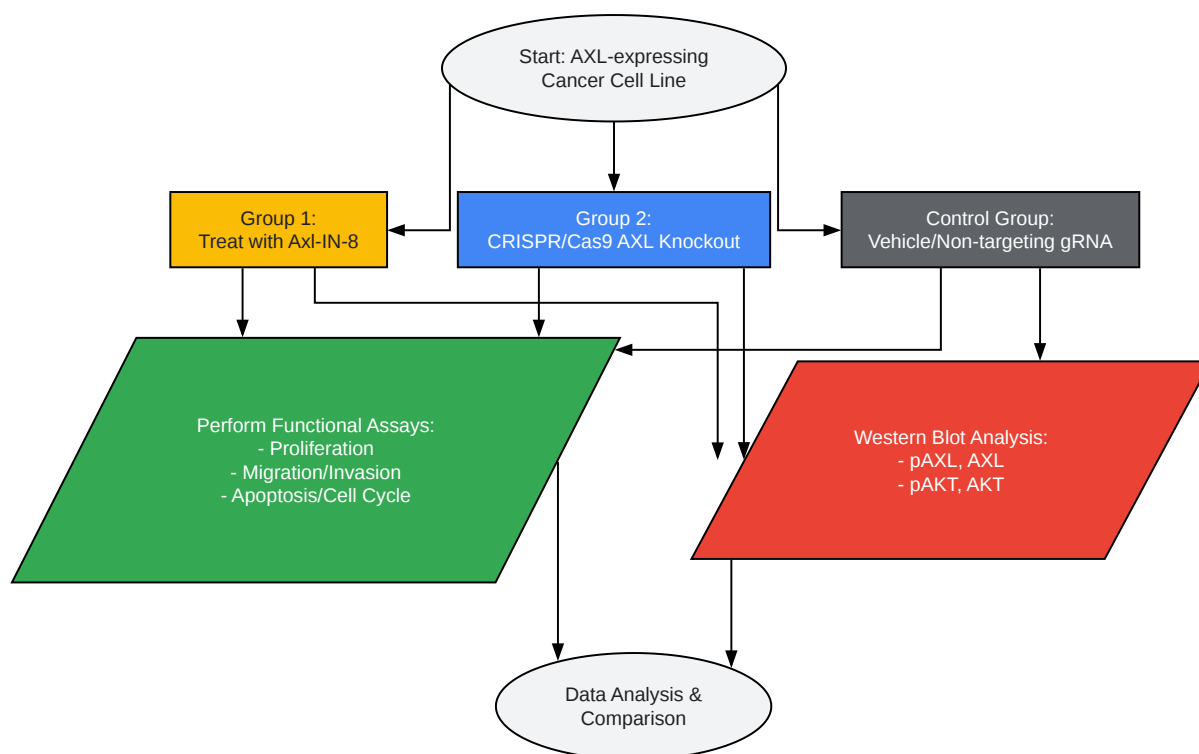 Start: AXL-expressing
Cancer Cell Line
Group 1:
Treat with Axl-IN-8
Group 2:
CRISPR/Cas9 AXL Knockout
Control Group:
Vehicle/Non-targeting gRNA
Perform Functional Assays:
- Proliferation
- Migration/Invasion
- Apoptosis/Cell Cycle
Western Blot Analysis:
- pAXL, AXL
- pAKT, AKT
Data Analysis &
Comparison